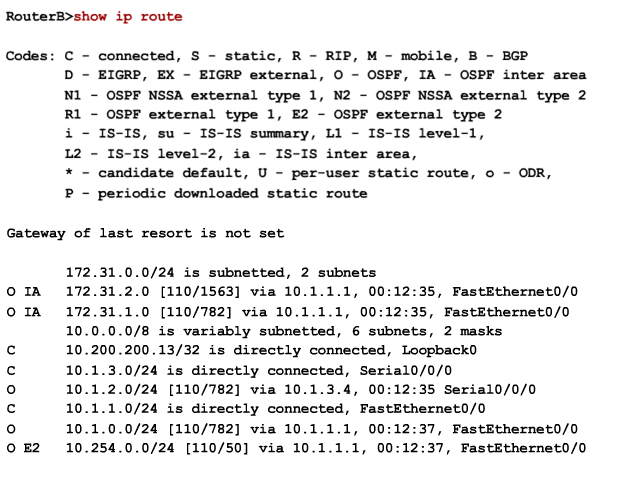 RouterB>show ip route
Codes: C - connected, S - static, R - RIP, M - mobile, B - BGP
D - EIGRP, EX - EIGRP external, O - OSPF, IA - OSPF inter area
N1 - OSPF NSSA external type 1, N2 - OSPF NSSA external type 2
R1 - OSPF external type 1, E2 - OSPF external type 2
i - IS-IS, su - IS-IS summary, L1 - IS-IS level-1,
L2 - IS-IS level-2, ia - IS-IS inter area,
* - candidate default, U - per-user static route, o - ODR,
P - periodic downloaded static route
Gateway of last resort is not set
172.31.0.0/24 is subnetted, 2 subnets
O IA 172.31.2.0 [110/1563] via 10.1.1.1, 00:12:35, FastEthernet0/0
O IA 172.31.1.0 [110/782] via 10.1.1.1, 00:12:35, FastEthernet0/0
10.0.0.0/8 is variably subnetted, 6 subnets, 2 masks
C 10.200.200.13/32 is directly connected, Loopback0
C 10.1.3.0/24 is directly connected, Serial0/0/0
O 10.1.2.0/24 [110/782] via 10.1.3.4, 00:12:35 Serial0/0/0
C 10.1.1.0/24 is directly connected, FastEthernet0/0
O 10.1.0.0/24 [110/782] via 10.1.1.1, 00:12:37, FastEthernet0/0
O E2 10.254.0.0/24 [110/50] via 10.1.1.1, 00:12:37, FastEthernet0/0